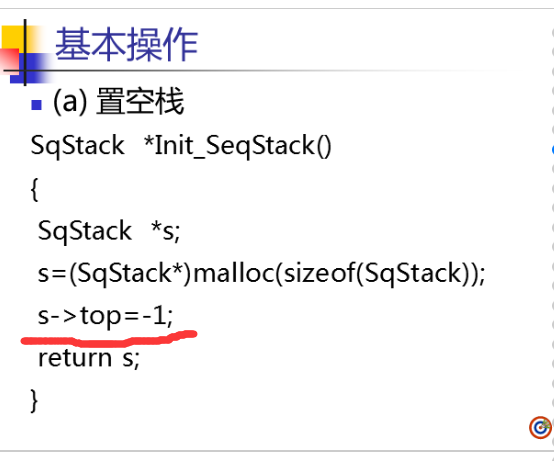 基本操作
(a) 置空栈
SqStack *Init_SeqStack()
{
SqStack *s;
s=(SqStack*)malloc(sizeof(SqStack));
s->top=-1;
return s;
}